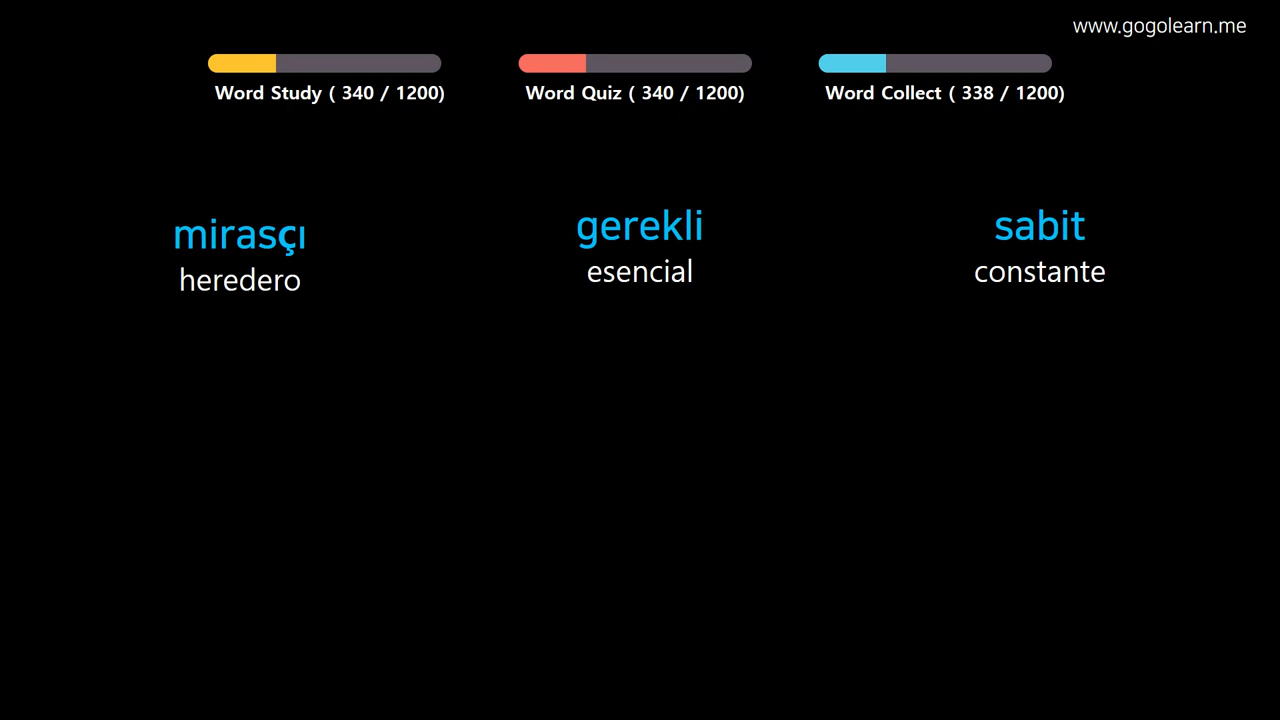 www.gogolearn.me
Word Study ( 340 / 1200)
Word Quiz ( 340 / 1200)
Word Collect ( 338 / 1200)
mirasçı
heredero
gerekli
esencial
sabit
constante